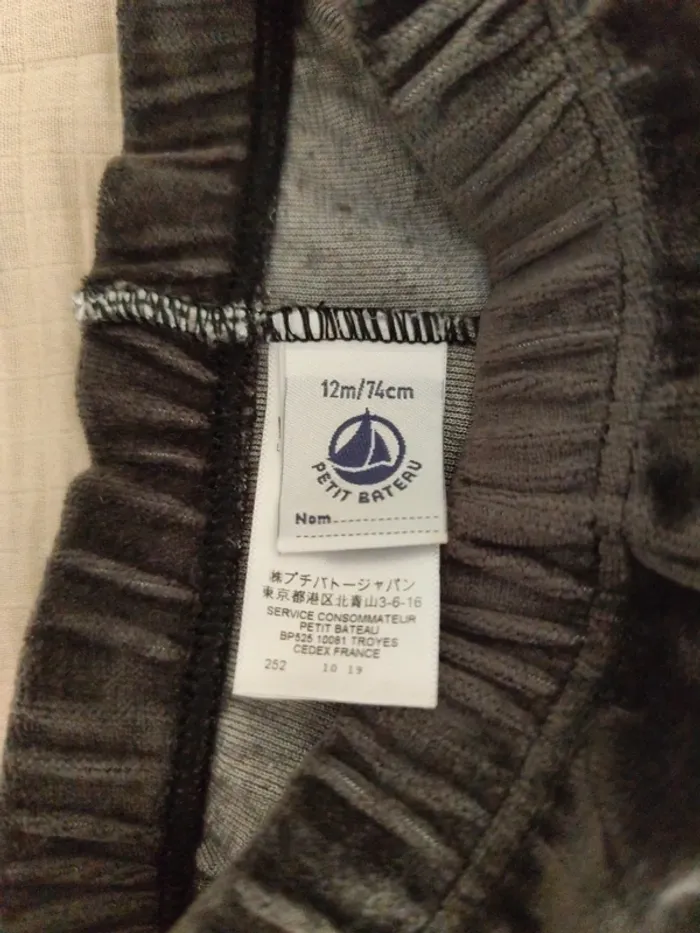 12m/74cm
PETIT BATEAU
Nom
㈱プチバトージャパン
東京都港区北青山3-6-16
SERVICE CONSOMMATEUR
PETIT BATEAU
BP525 10081 TROYES
CEDEX FRANCE
252 10 19